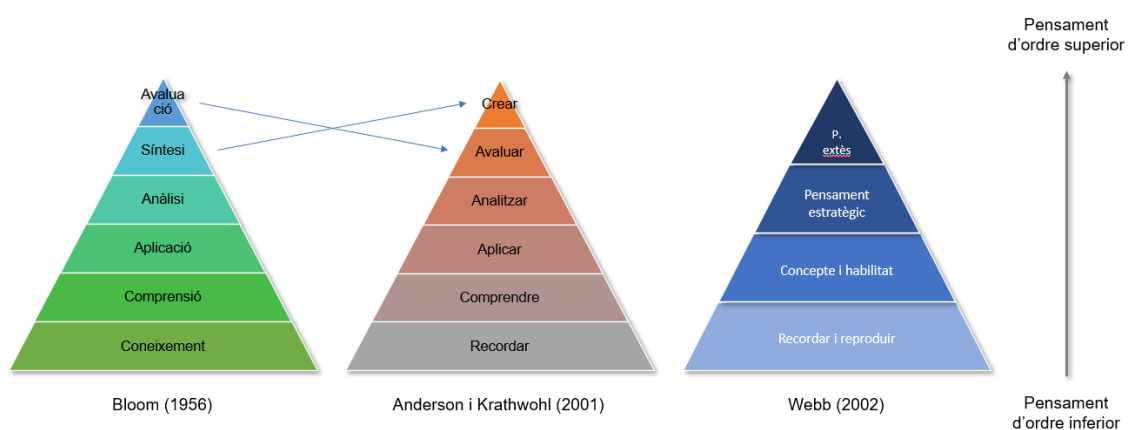 Pensament
d'ordre superior
Avalua
ció
Síntesi
Anàlisi
Aplicació
Comprensió
Coneixement
Bloom (1956)
Crear
Avaluar
Analitzar
Aplicar
Comprendre
Recordar
Anderson i Krathwohl (2001)
P.
extès
Pensament
estratègic
Concepte i habilitat
Recordar i reproduir
Webb (2002)
Pensament
d'ordre inferior